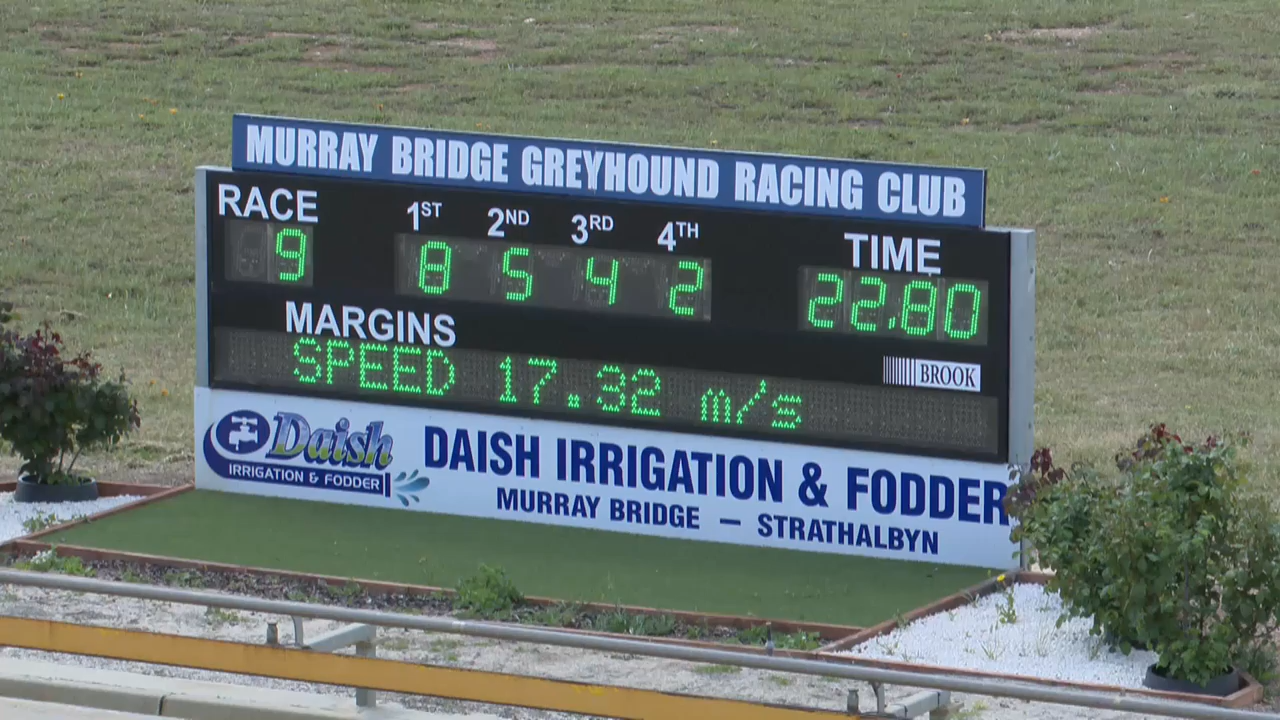 MURRAY BRIDGE GREYHOUND RACING CLUB
RACE 1ST 2ND 3RD 4TH TIME
9 8 5 4 2 22.80
MARGINS
SPEED 17.32 m/s
BROOK
Daish
IRRIGATION & FODDER
DAISH IRRIGATION & FODDER
MURRAY BRIDGE – STRATHALBYN